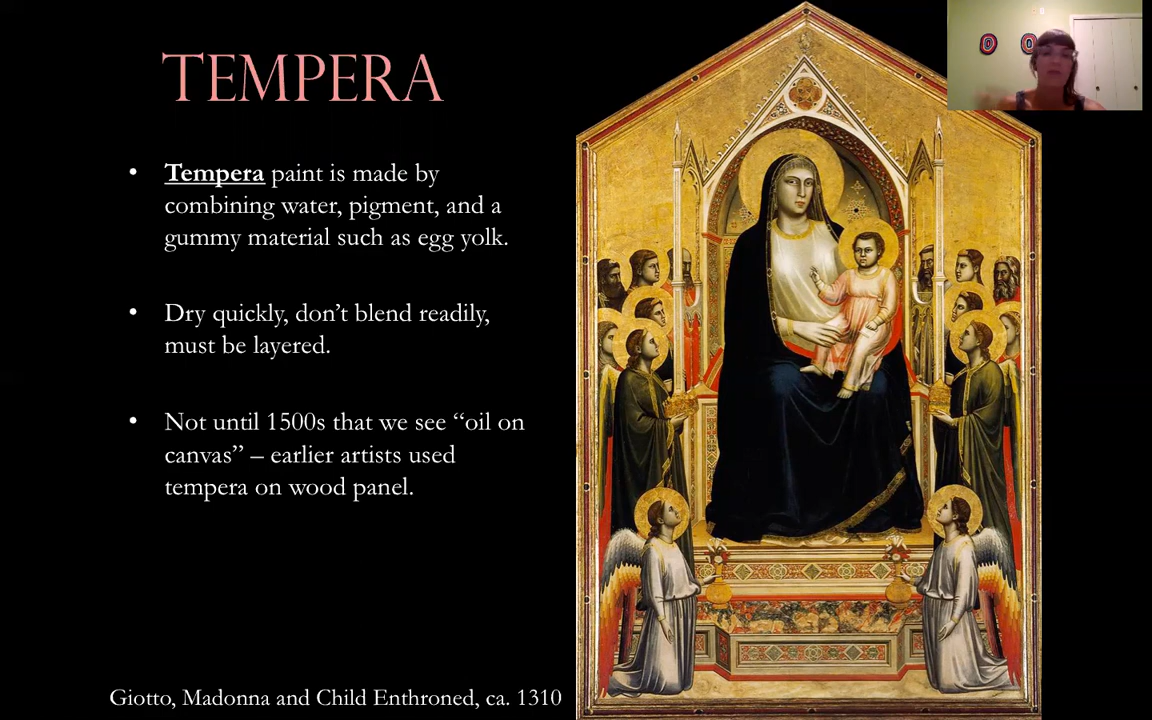 TEMPERA
• Tempera paint is made by
combining water, pigment, and a
gummy material such as egg yolk.
• Dry quickly, don’t blend readily,
must be layered.
• Not until 1500s that we see “oil on
canvas” – earlier artists used
tempera on wood panel.
Giotto, Madonna and Child Enthroned, ca. 1310